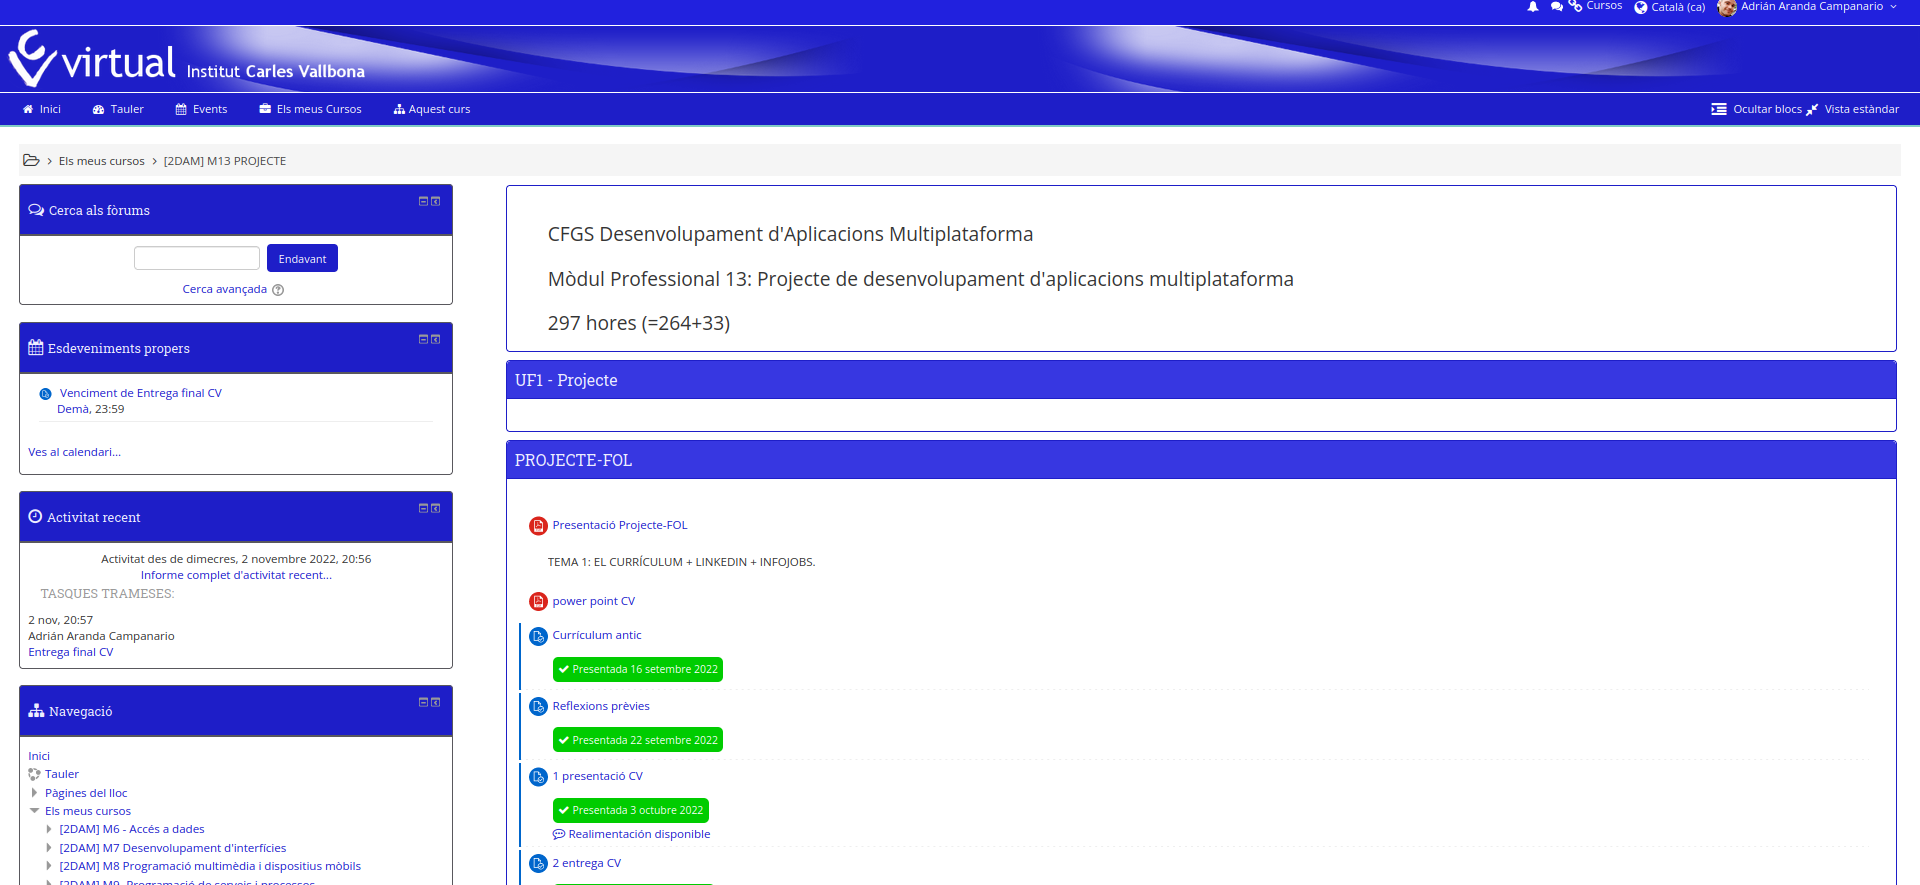 Cursos
Català (ca)
Adrián Aranda Campanario
virtual Institut Carles Vallbona
Inici
Tauler
Events
Els meus Cursos
Aquest curs
Ocultar blocs
Vista estàndar
Els meus cursos
[2DAM] M13 PROJECTE
Cerca als fòrums
Endavant
Cerca avançada
Esdeveniments propers
Venciment de Entrega final CV
Demà, 23:59
Ves al calendari...
Activitat recent
Activitat des de dimecres, 2 novembre 2022, 20:56
Informe complet d'activitat recent...
TASQUES TRAMESES:
2 nov, 20:57
Adrián Aranda Campanario
Entrega final CV
Navegació
Inici
Tauler
Pàgines del lloc
Els meus cursos
[2DAM] M6 - Accés a dades
[2DAM] M7 Desenvolupament d'interfícies
[2DAM] M8 Programació multimèdia i dispositius mòbils
[2DAM] M9- Programació de serveis i processos
CFGS Desenvolupament d'Aplicacions Multiplataforma
Mòdul Professional 13: Projecte de desenvolupament d'aplicacions multiplataforma
297 hores (=264+33)
UF1 - Projecte
PROJECTE-FOL
Presentació Projecte-FOL
TEMA 1: EL CURRÍCULUM + LINKEDIN + INFOJOBS.
power point CV
Currículum antic
Presentada 16 setembre 2022
Reflexions prèvies
Presentada 22 setembre 2022
1 presentació CV
Presentada 3 octubre 2022
Realimentación disponible
2 entrega CV